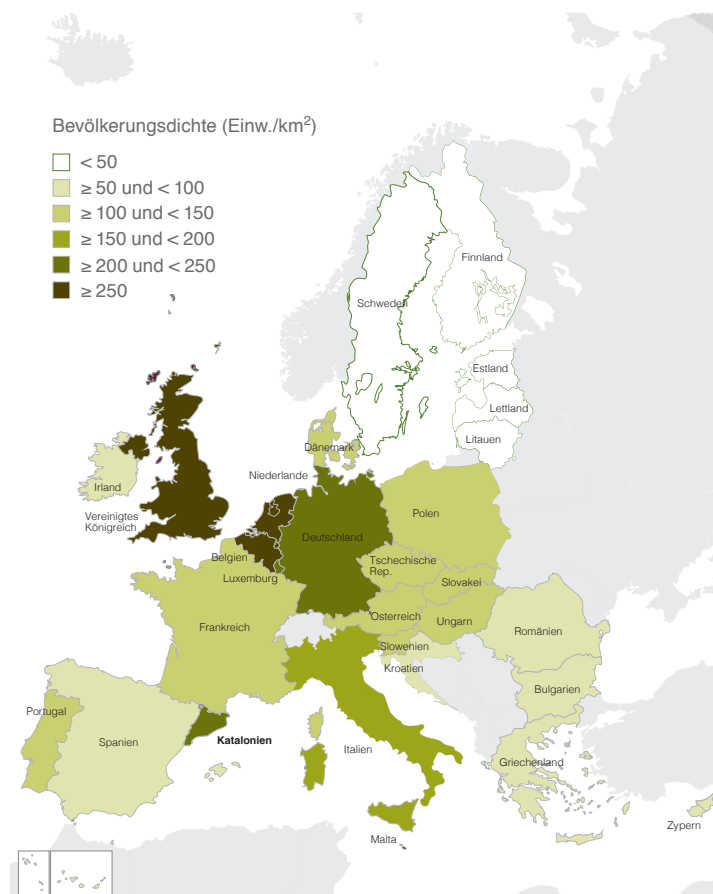 Bevölkerungsdichte (Einw./km²)
< 50
≥ 50 und < 100
≥ 100 und < 150
≥ 150 und < 200
≥ 200 und < 250
≥ 250
Finnland
Schweden
Estland
Lettland
Litauen
Dänemark
Niederlande
Irland
Vereinigtes
Königreich
Polen
Deutschland
Belgien
Luxemburg
Tschechische
Rep.
Slovakei
Frankreich
Österreich
Ungarn
Romänien
Slowenien
Kroatien
Bulgarien
Portugal
Spanien
Katalonien
Italien
Griechenland
Malta
Zypern